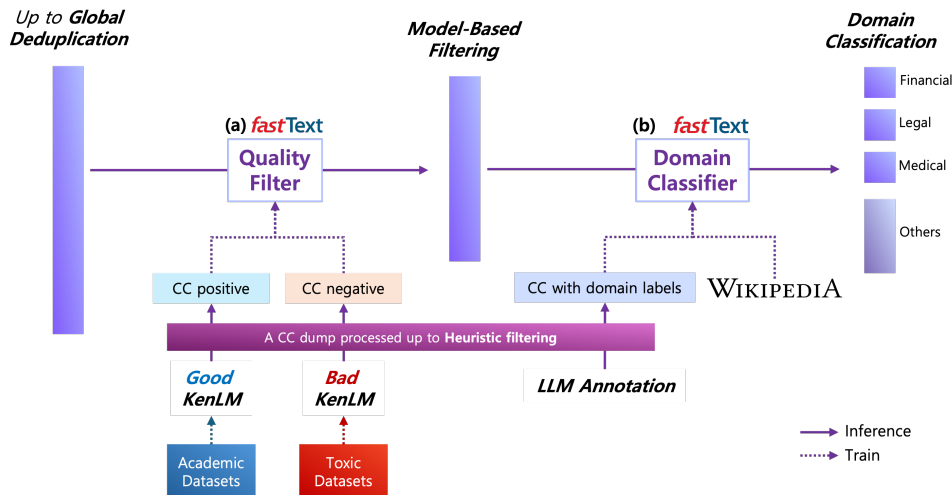 Up to Global
Deduplication
Model-Based
Filtering
Domain
Classification
Financial
Legal
Medical
Others
(a) fastText
Quality
Filter
(b) fastText
Domain
Classifier
CC positive
CC negative
CC with domain labels
WIKIPEDIA
A CC dump processed up to Heuristic filtering
Good
KenLM
Bad
KenLM
LLM Annotation
Academic
Datasets
Toxic
Datasets
Inference
Train